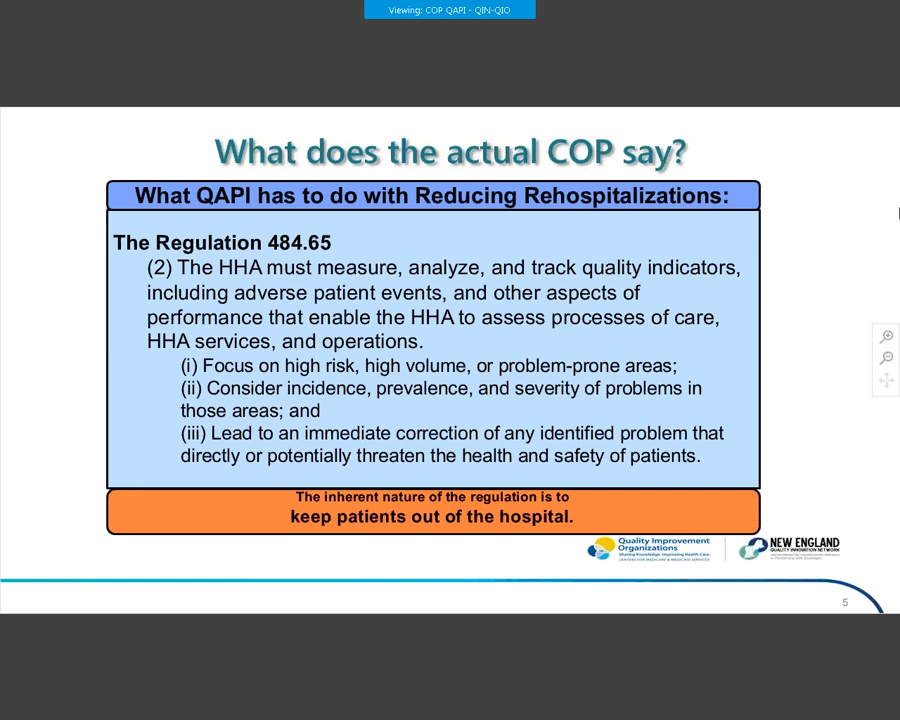 Viewing: COP QAPI - QIN-QIO
What does the actual COP say?
What QAPI has to do with Reducing Rehospitalizations:
The Regulation 484.65
(2) The HHA must measure, analyze, and track quality indicators,
including adverse patient events, and other aspects of
performance that enable the HHA to assess processes of care,
HHA services, and operations.
(i) Focus on high risk, high volume, or problem-prone areas;
(ii) Consider incidence, prevalence, and severity of problems in
those areas; and
(iii) Lead to an immediate correction of any identified problem that
directly or potentially threaten the health and safety of patients.
The inherent nature of the regulation is to
keep patients out of the hospital.
Quality Improvement
Organizations
Sharing Knowledge. Improving Health Care.
CENTERS FOR MEDICARE & MEDICAID SERVICES
NEW ENGLAND
QUALITY INNOVATION NETWORK
5